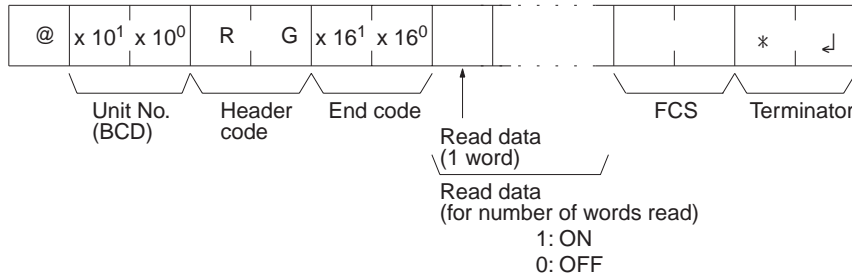 @ x 10¹ x 10⁰ R G x 16¹ x 16⁰ * ↵
Unit No. Header End code FCS Terminator
(BCD) code
Read data
(1 word)
Read data
(for number of words read)
1: ON
0: OFF